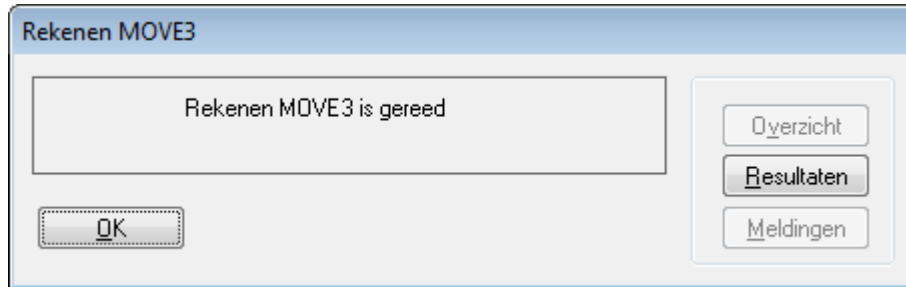 Rekenen MOVE3
Rekenen MOVE3 is gereed
Overzicht
Resultaten
OK
Meldingen